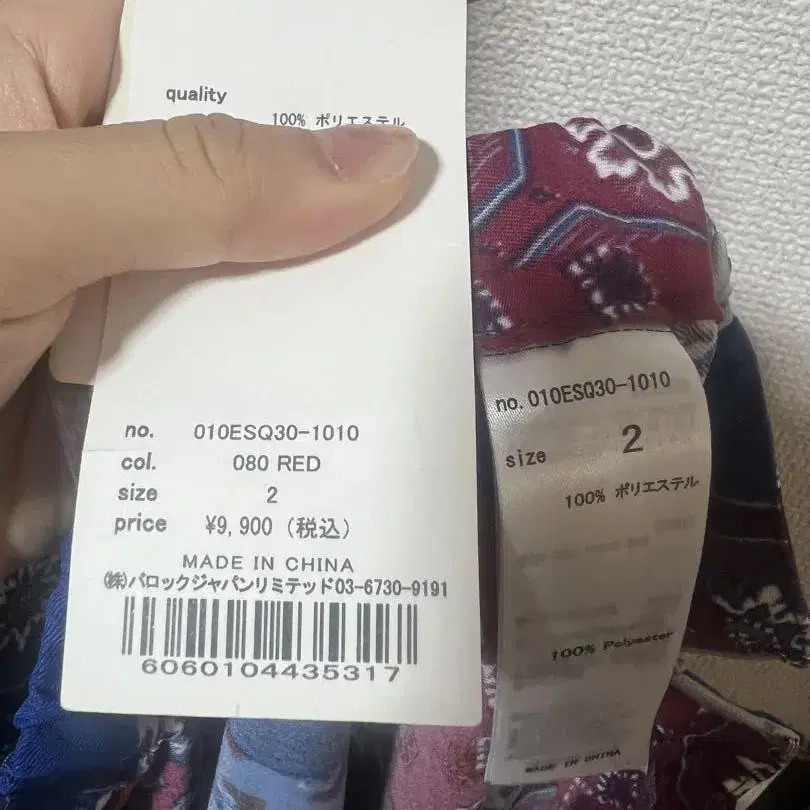 quality
100% ポリエステル
no. 010ESQ30-1010
col. 080 RED
size 2
price ¥9,900 (税込)
MADE IN CHINA
㈱バロックジャパンリミテッド03-6730-9191
6060104435317
no.010ESQ30-1010
size 2
100% ポリエステル
100% Polyester
MADE IN CHINA